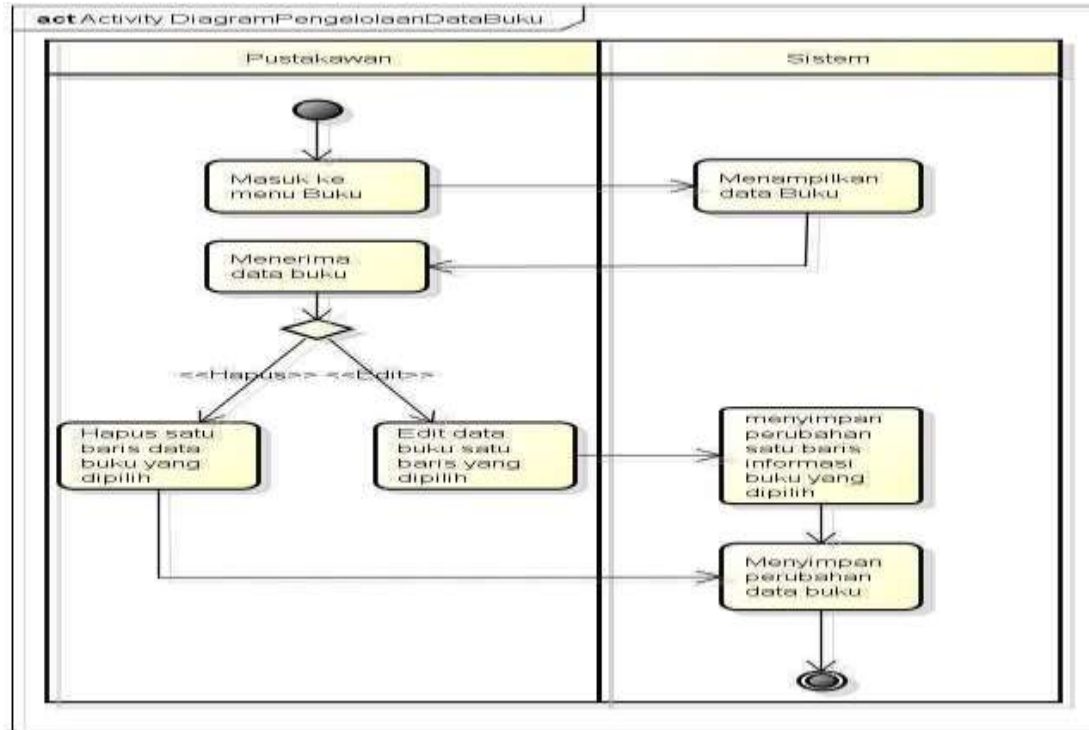 act Activity DiagramPengelolaanDataBuku
Pustakawan
Sistem
Masuk ke
menu Buku
Menampilkan
data Buku
Menerima
data buku
<<Hapus>>
<<Edit>>
Hapus satu
baris data
buku yang
dipilih
Edit data
buku satu
baris yang
dipilih
menyimpan
perubahan
satu baris
informasi
buku yang
dipilih
Menyimpan
perubahan
data buku